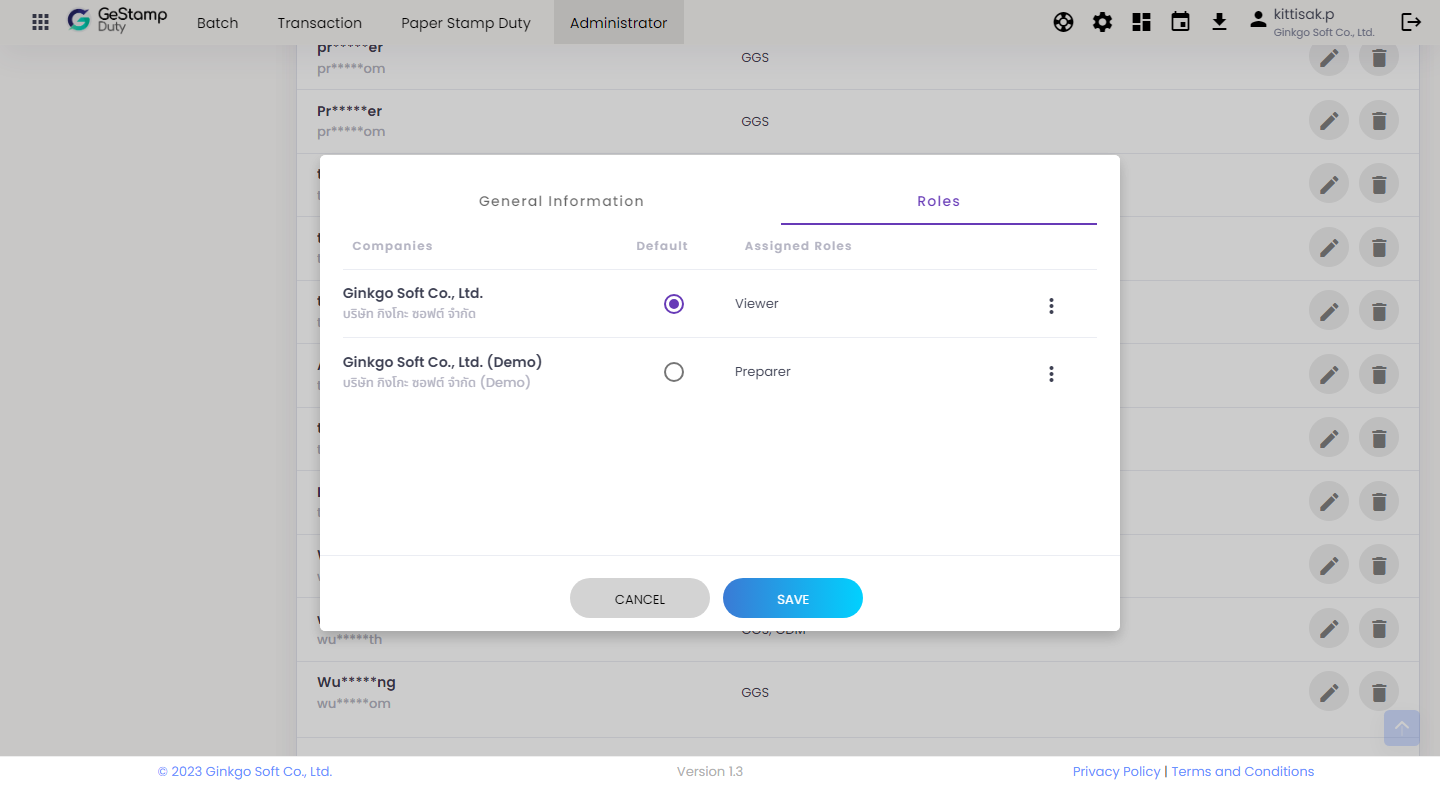 GeStamp
Duty
Batch
Transaction
Paper Stamp Duty
Administrator
kittisak.p
Ginkgo Soft Co., Ltd.
pr*****er
pr*****om
GGS
Pr*****er
pr*****om
GGS
General Information
Roles
Companies
Default
Assigned Roles
Ginkgo Soft Co., Ltd.
บริษัท กิงโกะ ซอฟต์ จำกัด
Viewer
Ginkgo Soft Co., Ltd. (Demo)
บริษัท กิงโกะ ซอฟต์ จำกัด (Demo)
Preparer
CANCEL
SAVE
wu*****th
GGS, GDM
Wu*****ng
wu*****om
GGS
© 2023 Ginkgo Soft Co., Ltd.
Version 1.3
Privacy Policy | Terms and Conditions